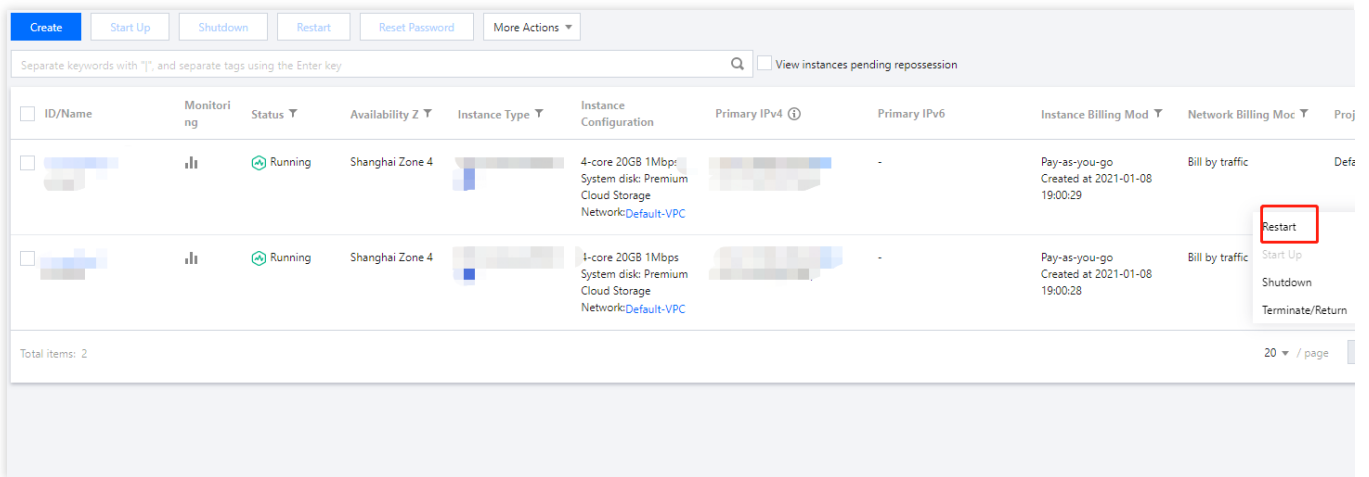 Create
Start Up
Shutdown
Restart
Reset Password
More Actions
Separate keywords with "|", and separate tags using the Enter key
View instances pending repossession
ID/Name
Monitori
ng
Status
Availability Z
Instance Type
Instance
Configuration
Primary IPv4
Primary IPv6
Instance Billing Mod
Network Billing Moc
Proj
Running
Shanghai Zone 4
4-core 20GB 1Mbps
System disk: Premium
Cloud Storage
Network:Default-VPC
-
Pay-as-you-go
Created at 2021-01-08
19:00:29
Bill by traffic
Defa
Running
Shanghai Zone 4
4-core 20GB 1Mbps
System disk: Premium
Cloud Storage
Network:Default-VPC
-
Pay-as-you-go
Created at 2021-01-08
19:00:28
Bill by traffic
Restart
Start Up
Shutdown
Terminate/Return
Total items: 2
20 / page